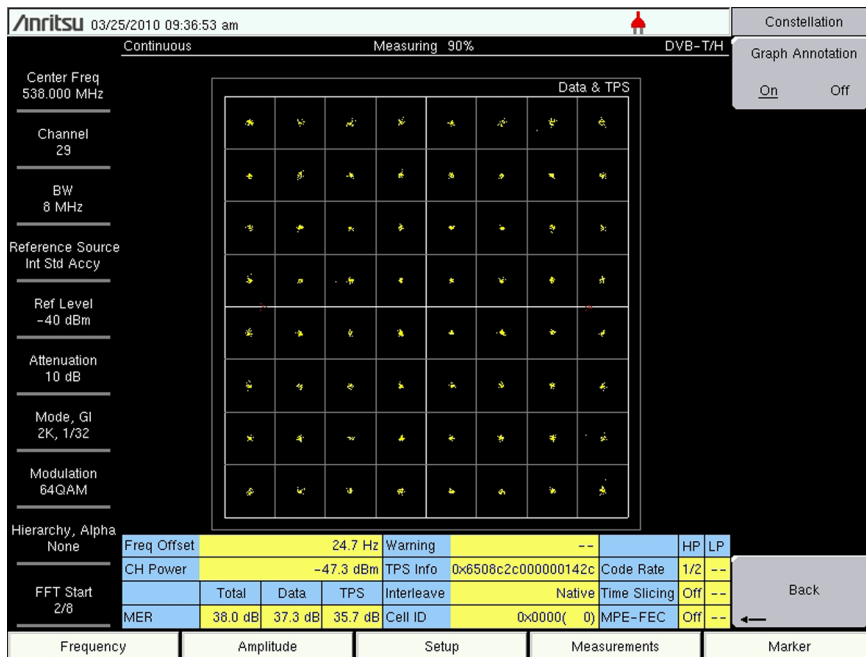 Anritsu 03/25/2010 09:36:53 am
Constellation
Continuous Measuring 90% DVB-T/H
Graph Annotation
On Off
Data & TPS
Center Freq
538.000 MHz
Channel
29
BW
8 MHz
Reference Source
Int Std Accy
Ref Level
-40 dBm
Attenuation
10 dB
Mode, GI
2K, 1/32
Modulation
64QAM
Hierarchy, Alpha
None
FFT Start
2/8
Freq Offset 24.7 Hz Warning -- HP LP
CH Power -47.3 dBm TPS Info 0x6508c2c000000142c Code Rate 1/2 --
Total Data TPS Interleave Native Time Slicing Off --
MER 38.0 dB 37.3 dB 35.7 dB Cell ID 0x0000( 0) MPE-FEC Off --
Back
Frequency Amplitude Setup Measurements Marker